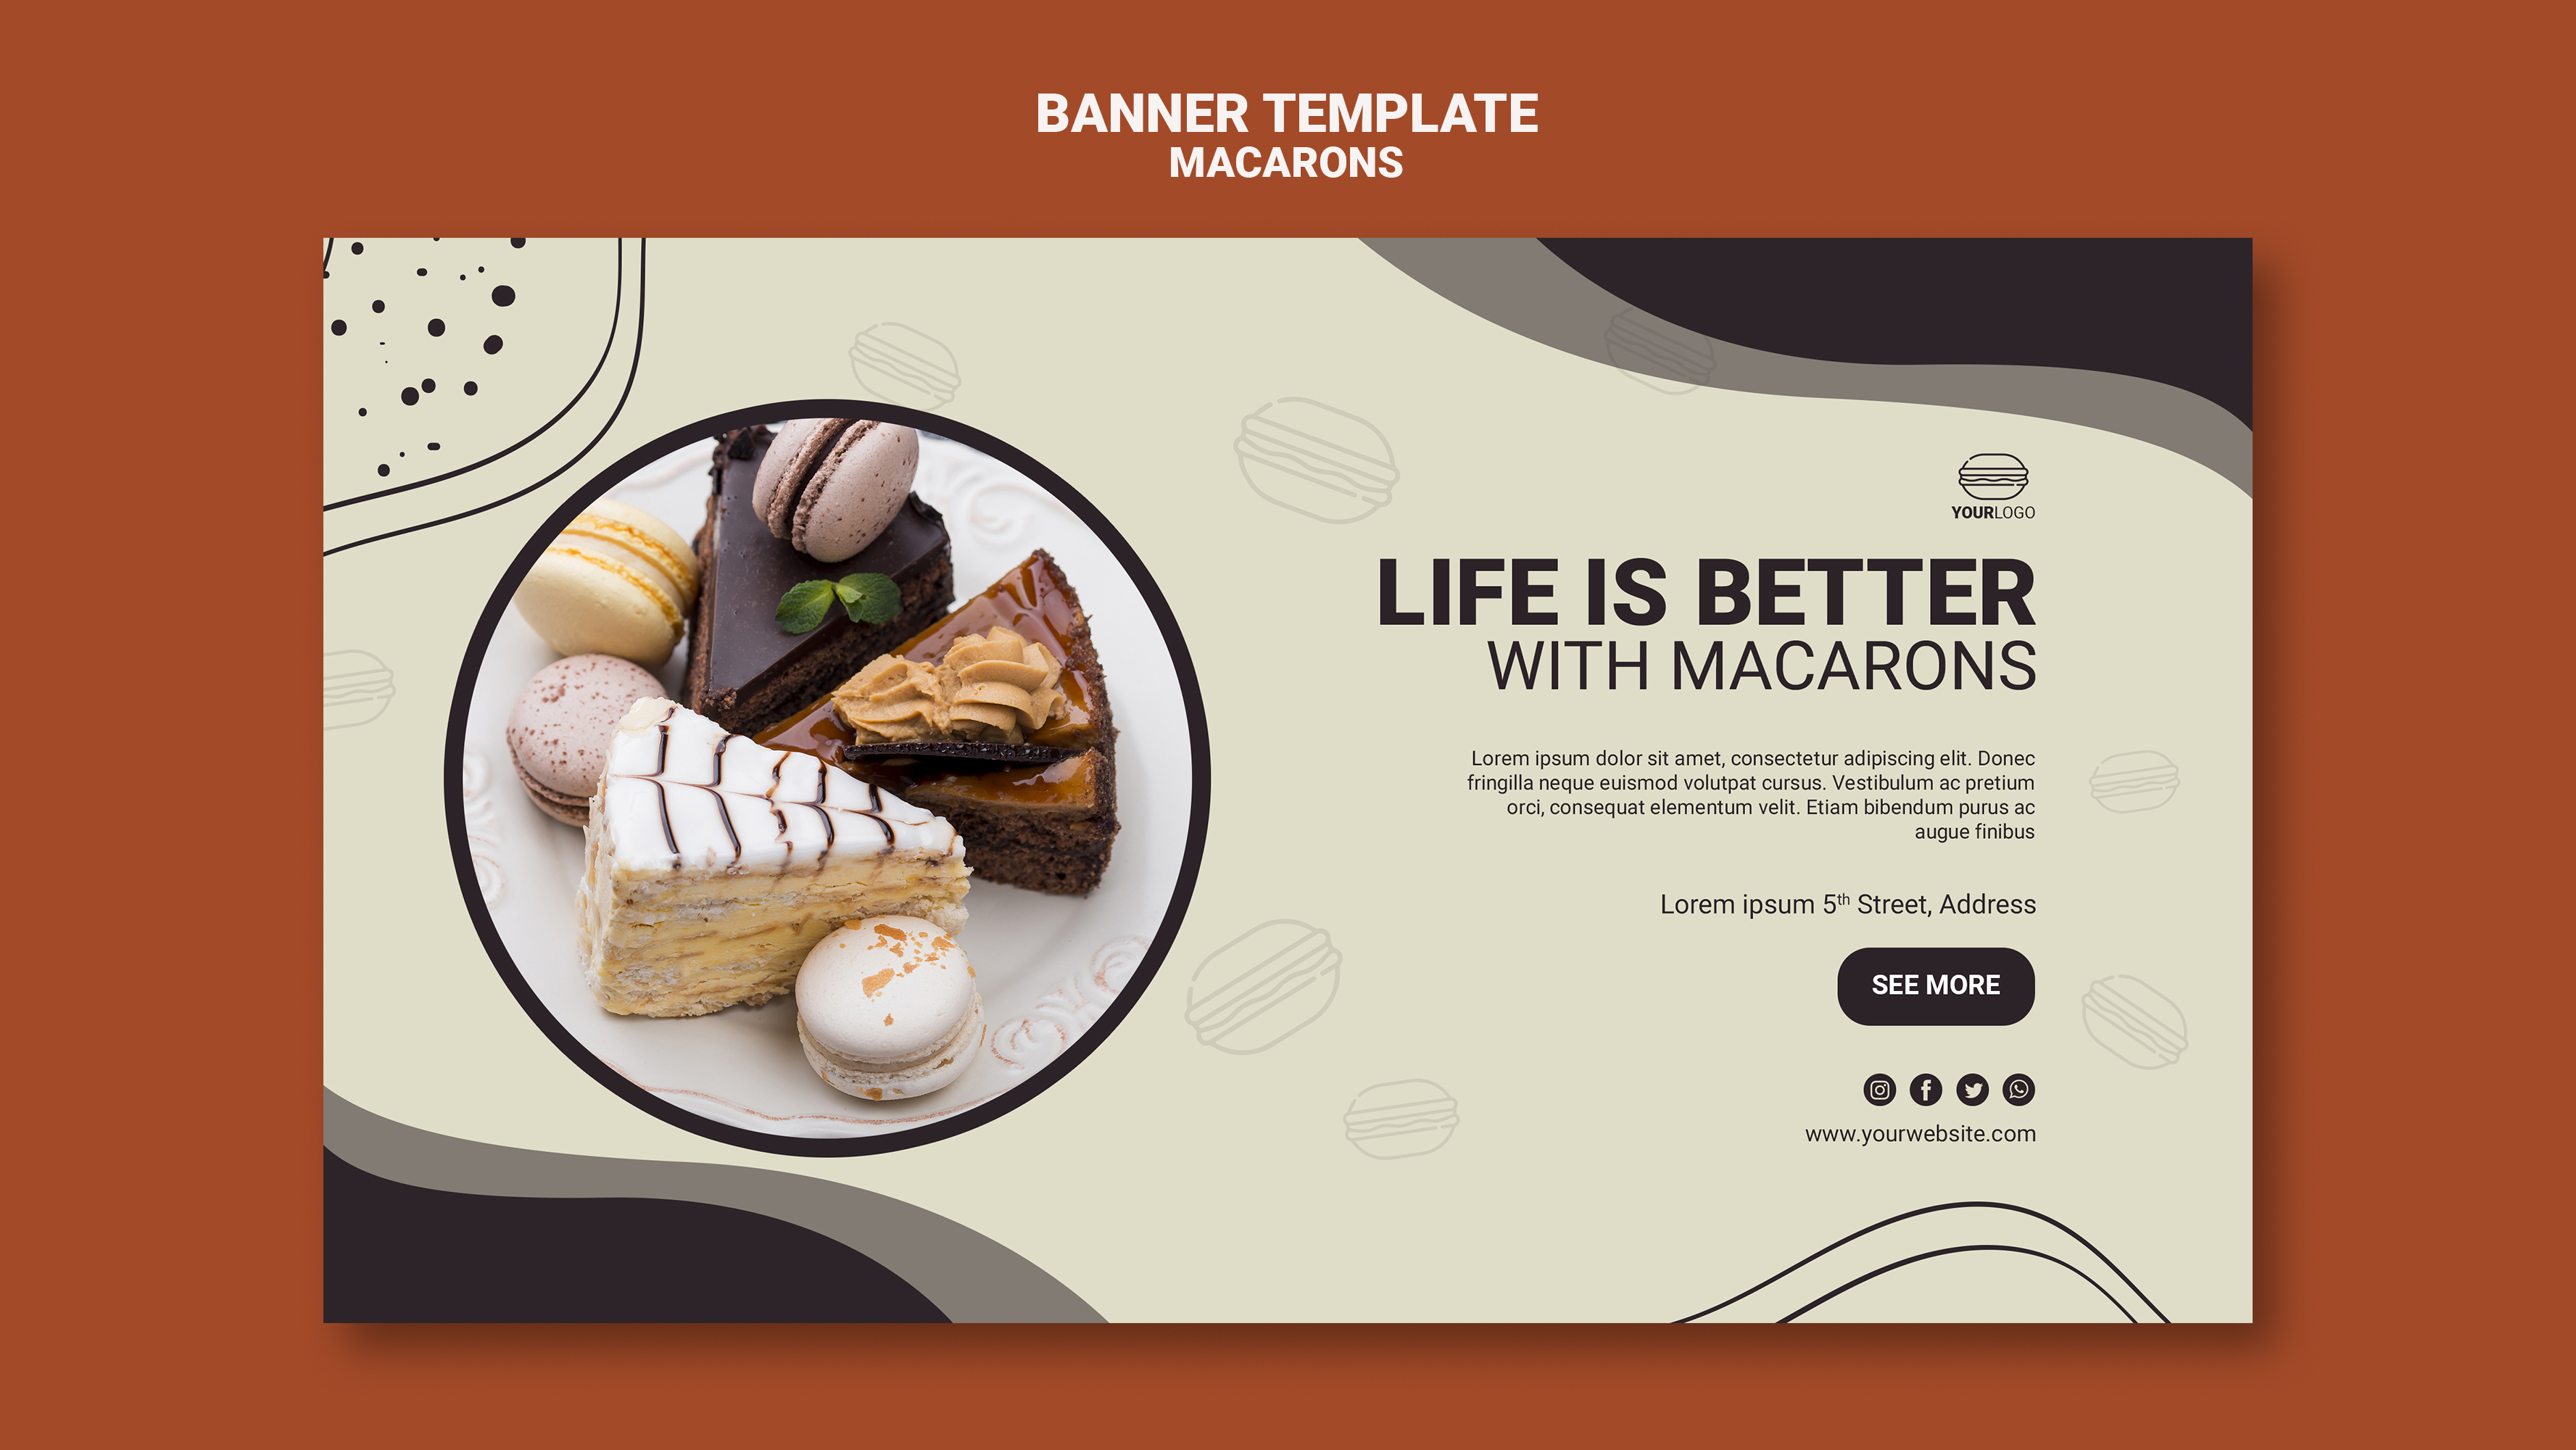 BANNER TEMPLATE
MACARONS
YOURLOGO
LIFE IS BETTER
WITH MACARONS
Lorem ipsum dolor sit amet, consectetur adipiscing elit. Donec
fringilla neque euismod volutpat cursus. Vestibulum ac pretium
orci, consequat elementum velit. Etiam bibendum purus ac
augue finibus
Lorem ipsum 5th Street, Address
SEE MORE
www.yourwebsite.com